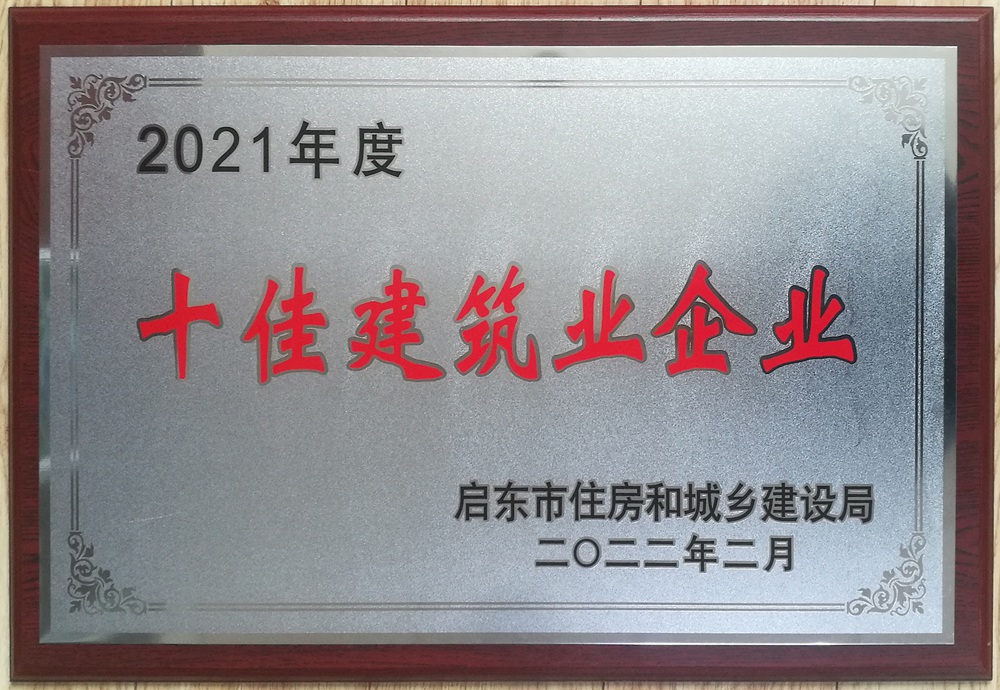 2021年度
十佳建筑业企业
启东市住房和城乡建设局
二〇二二年二月